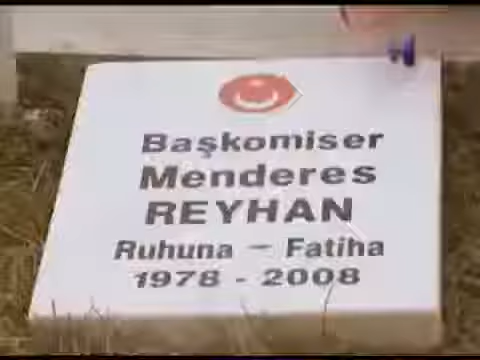 Başkomiser
Menderes
REYHAN
Ruhuna - Fatiha
1978 - 2008